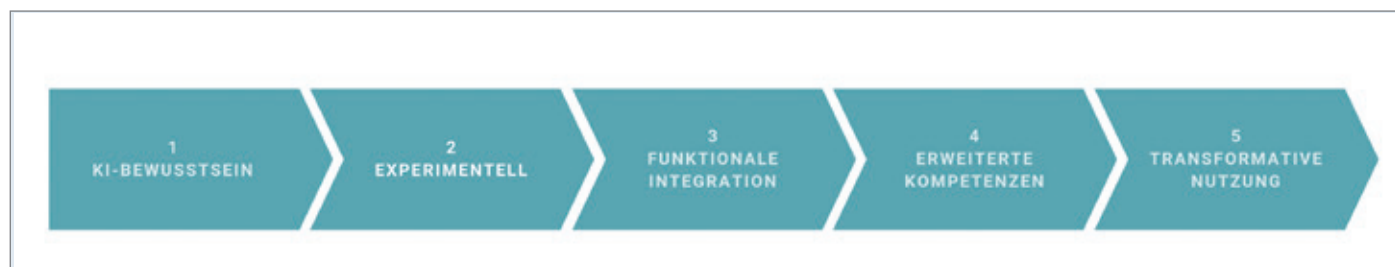 1
KI-BEWUSSTSEIN
2
EXPERIMENTELL
3
FUNKTIONALE
INTEGRATION
4
ERWEITERTE
KOMPETENZEN
5
TRANSFORMATIVE
NUTZUNG